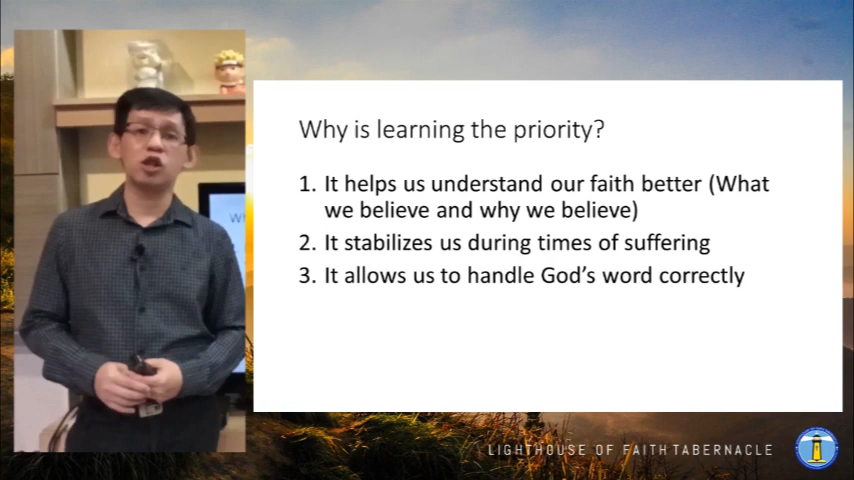 Why is learning the priority?
1. It helps us understand our faith better (What
we believe and why we believe)
2. It stabilizes us during times of suffering
3. It allows us to handle God's word correctly
LIGHTHOUSE OF FAITH TABERNACLE